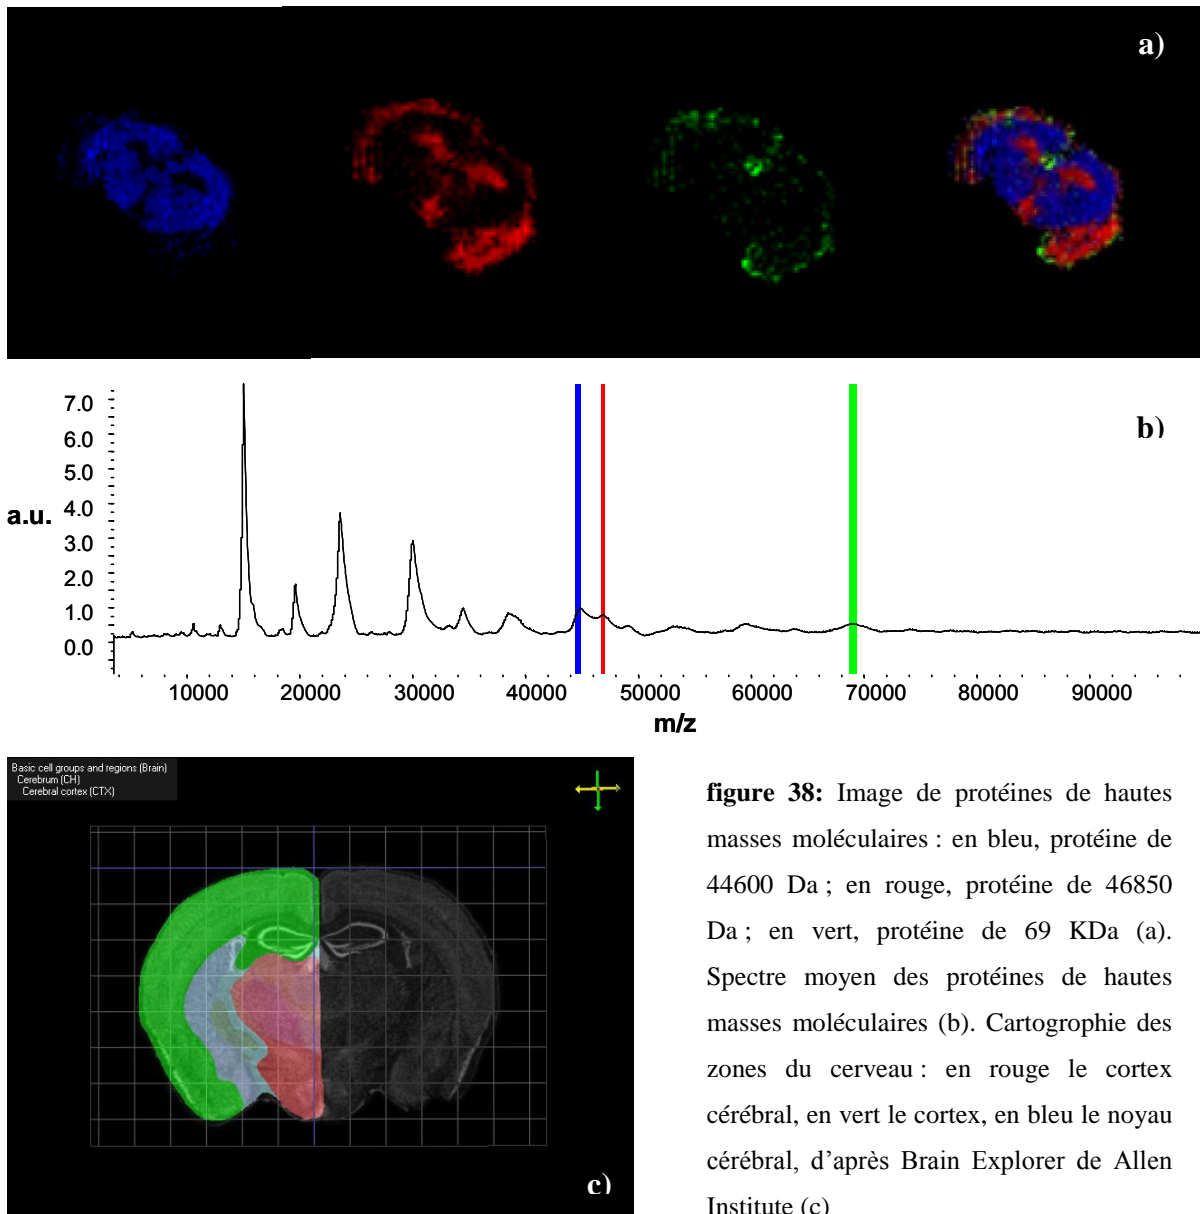 a)
7.0
6.0
5.0
4.0
3.0
2.0
1.0
0.0
a.u.
b)
10000 20000 30000 40000 50000 60000 70000 80000 90000
m/z
Basic cell groups and regions (Brain)
Cerebrum (CH)
Cerebral cortex (CTX)
c)
figure 38: Image de protéines de hautes
masses moléculaires : en bleu, protéine de
44600 Da ; en rouge, protéine de 46850
Da ; en vert, protéine de 69 KDa (a).
Spectre moyen des protéines de hautes
masses moléculaires (b). Cartogrophie des
zones du cerveau : en rouge le cortex
cérébral, en vert le cortex, en bleu le noyau
cérébral, d'après Brain Explorer de Allen
Institute (c)